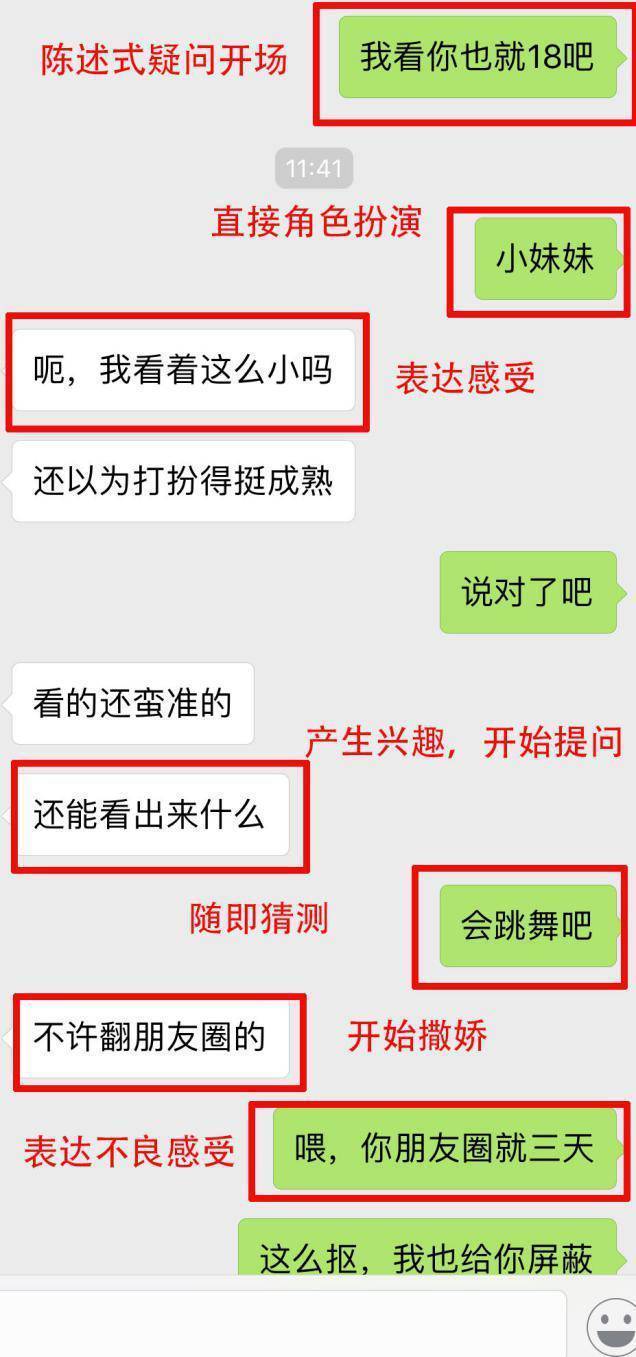 陈述式疑问开场
我看你也就18吧
11:41
直接角色扮演
小妹妹
呃，我看着这么小吗
表达感受
还以为打扮得挺成熟
说对了吧
看的还蛮准的
产生兴趣，开始提问
还能看出来什么
随即猜测
会跳舞吧
不许翻朋友圈的
开始撒娇
表达不良感受
喂，你朋友圈就三天
这么抠，我也给你屏蔽